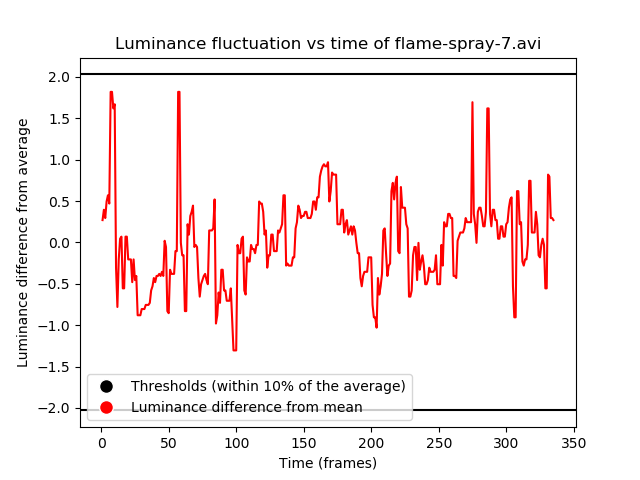 Luminance fluctuation vs time of flame-spray-7.avi
Luminance difference from average
2.0
1.5
1.0
0.5
0.0
−0.5
−1.0
−1.5
−2.0
Thresholds (within 10% of the average)
Luminance difference from mean
0 50 100 150 200 250 300 350
Time (frames)